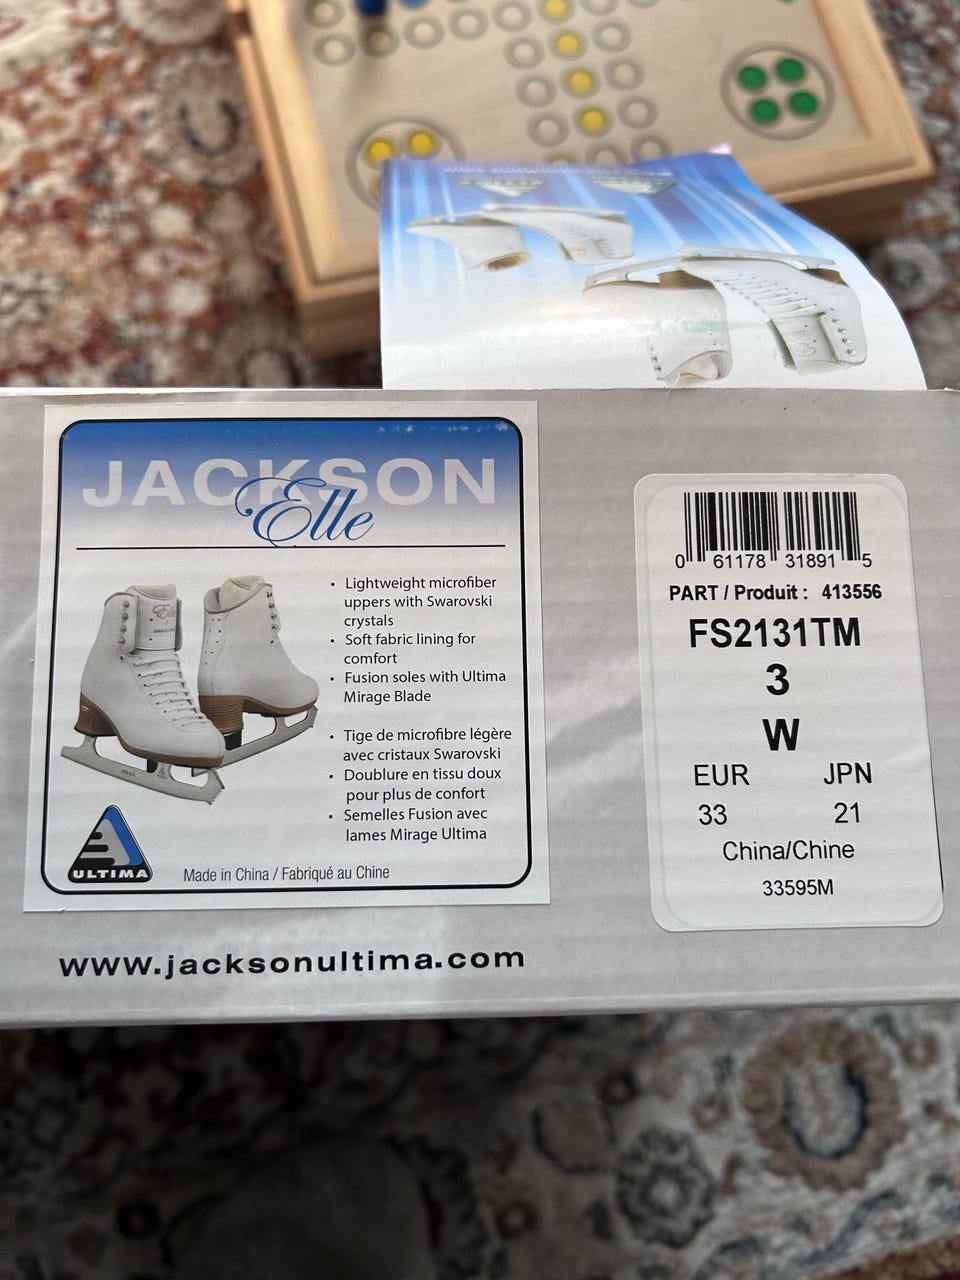 JACKSON
Elle
• Lightweight microfiber
uppers with Swarovski
crystals
• Soft fabric lining for
comfort
• Fusion soles with Ultima
Mirage Blade
• Tige de microfibre légère
avec cristaux Swarovski
• Doublure en tissu doux
pour plus de confort
• Semelles Fusion avec
lames Mirage Ultima
ULTIMA
Made in China / Fabriqué au Chine
www.jacksonultima.com
0 61178 31891 5
PART / Produit : 413556
FS2131TM
3
W
EUR JPN
33 21
China/Chine
33595M